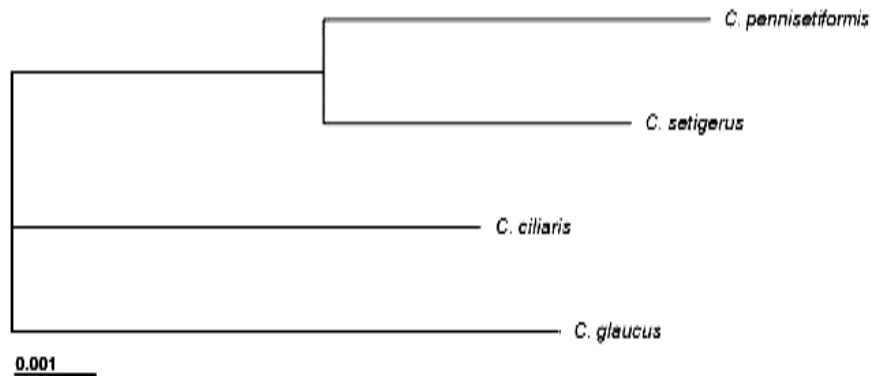 C. pennisetiformis
C. setigerus
C. ciliaris
C. glaucus
0.001